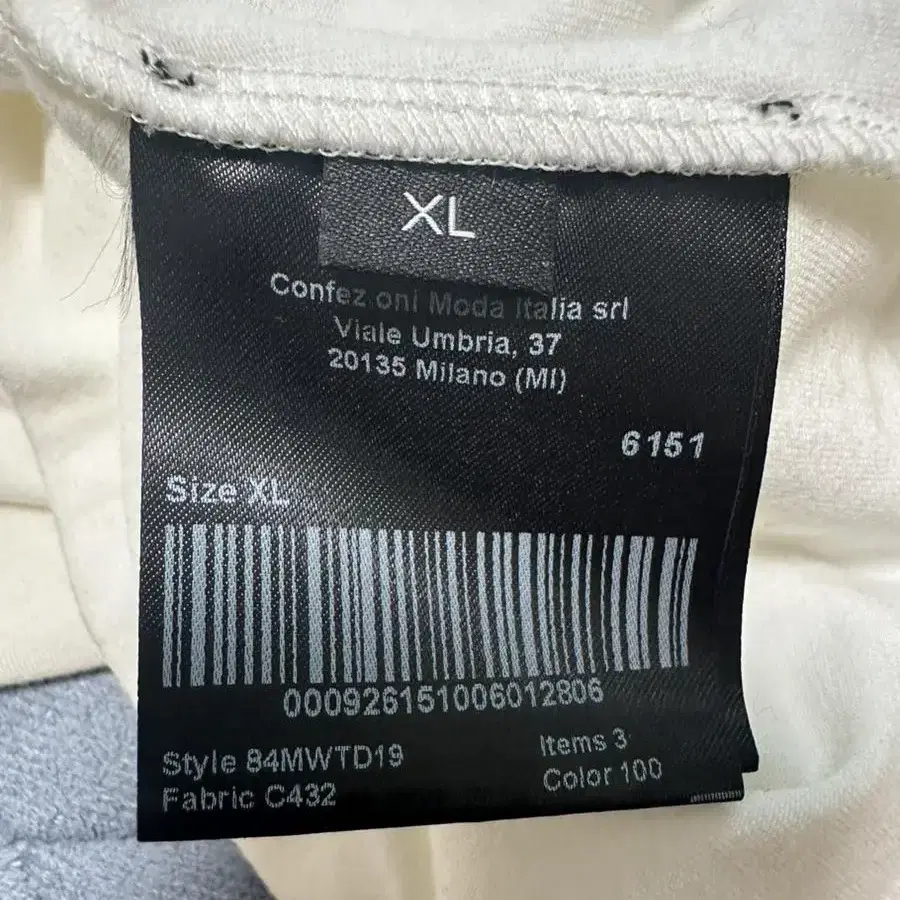 XL
Confez oni Moda Italia srl
Viale Umbria, 37
20135 Milano (MI)
6151
Size XL
000926151006012806
Style 84MWTD19
Items 3
Fabric C432
Color 100